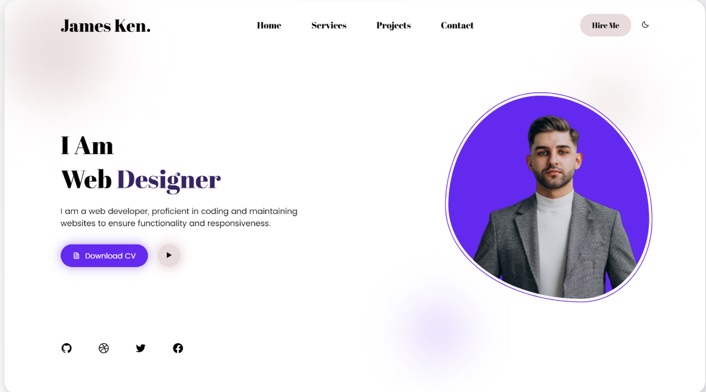 James Ken.
Home
Services
Projects
Contact
Hire Me
I Am
Web Designer
I am a web developer, proficient in coding and maintaining
websites to ensure functionality and responsiveness.
Download CV